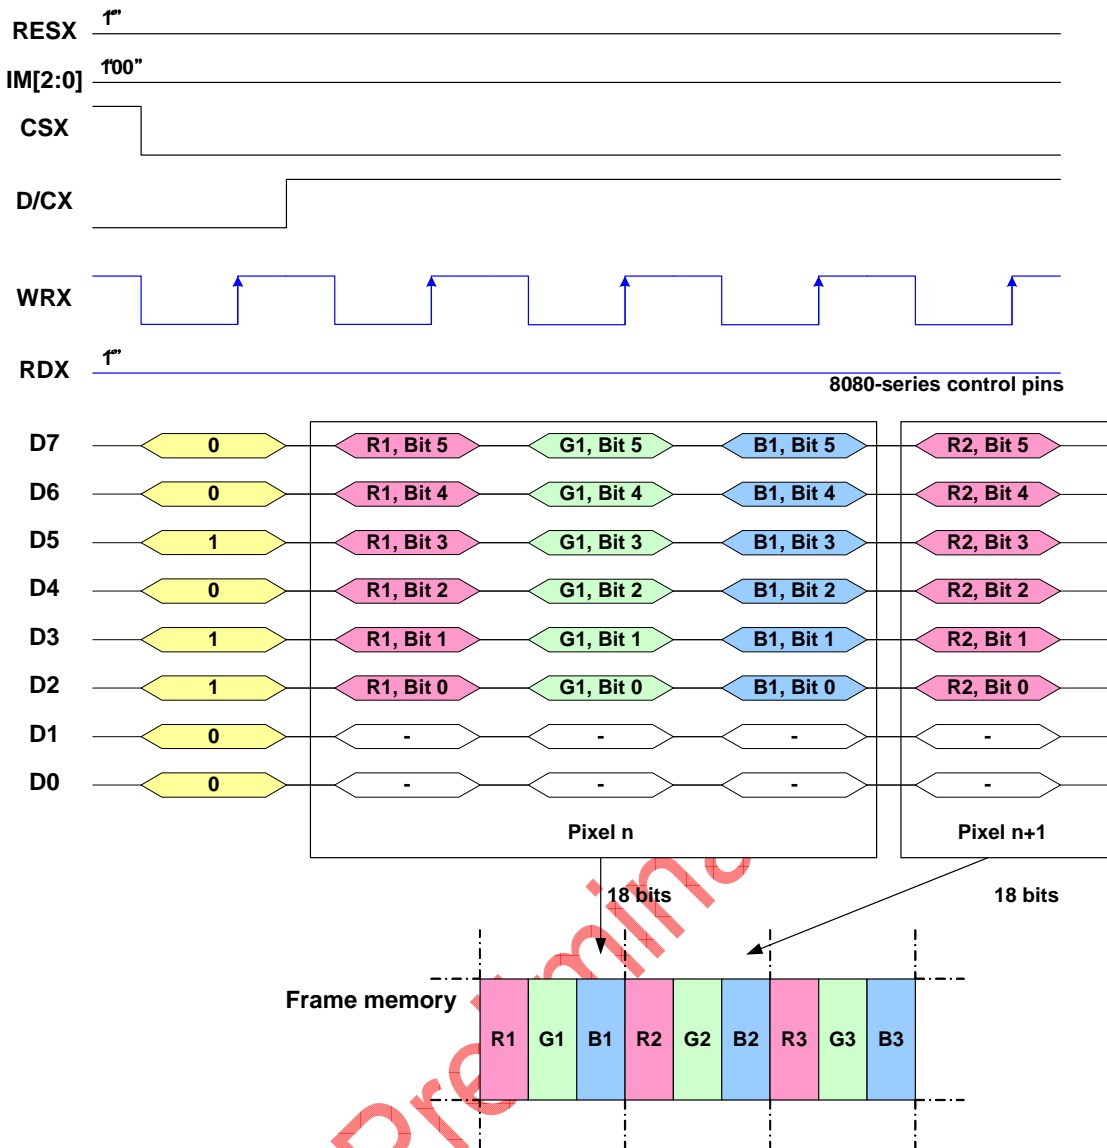 RESX 1""
IM[2:0] 100"
CSX
D/CX
WRX
RDX 1""
8080-series control pins
D7 0 R1, Bit 5 G1, Bit 5 B1, Bit 5 R2, Bit 5
D6 0 R1, Bit 4 G1, Bit 4 B1, Bit 4 R2, Bit 4
D5 1 R1, Bit 3 G1, Bit 3 B1, Bit 3 R2, Bit 3
D4 0 R1, Bit 2 G1, Bit 2 B1, Bit 2 R2, Bit 2
D3 1 R1, Bit 1 G1, Bit 1 B1, Bit 1 R2, Bit 1
D2 1 R1, Bit 0 G1, Bit 0 B1, Bit 0 R2, Bit 0
D1 0 - - - -
D0 0 - - - -
Pixel n Pixel n+1
18 bits 18 bits
Frame memory
R1 G1 B1 R2 G2 B2 R3 G3 B3